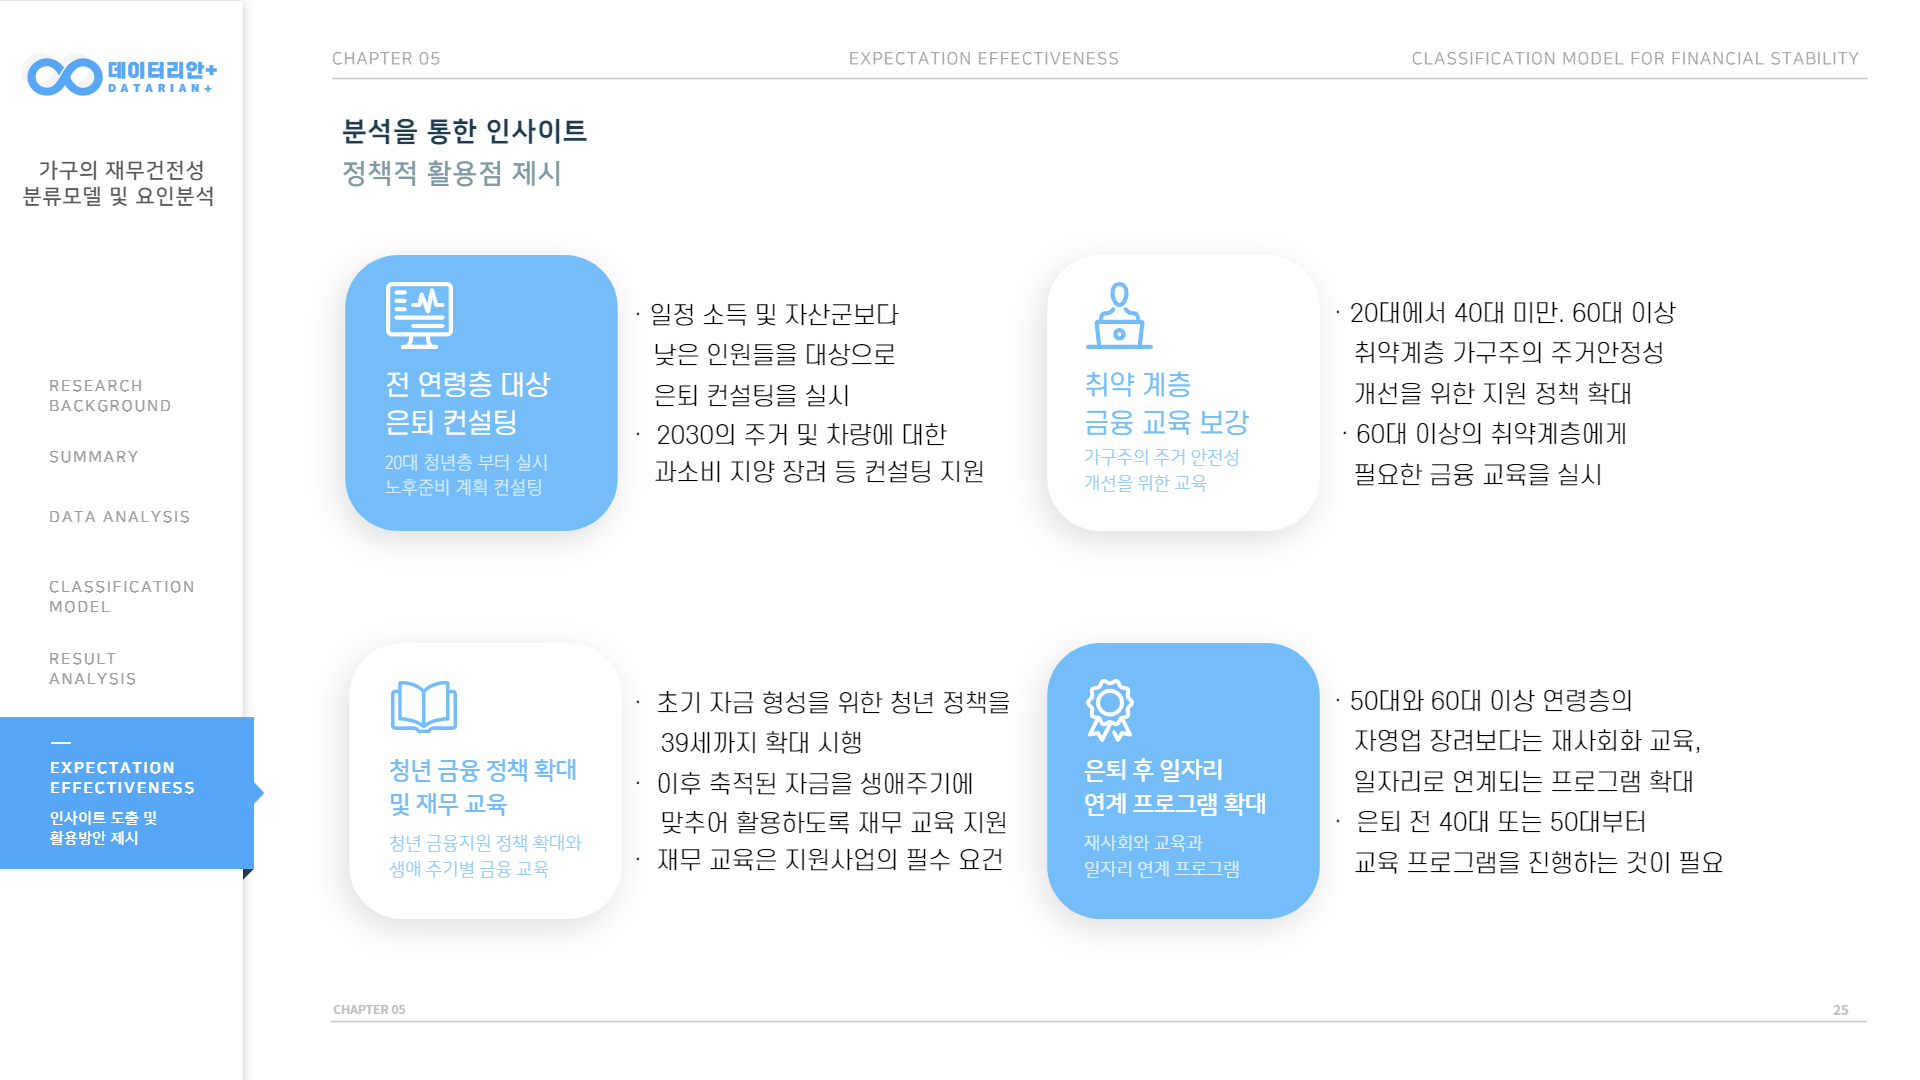 데이터리안+
DATARIAN+
가구의 재무건전성
분류모델 및 요인분석
RESEARCH
BACKGROUND
SUMMARY
DATA ANALYSIS
CLASSIFICATION
MODEL
RESULT
ANALYSIS
EXPECTATION
EFFECTIVENESS
인사이트 도출 및
활용방안 제시
CHAPTER 05
EXPECTATION EFFECTIVENESS
CLASSIFICATION MODEL FOR FINANCIAL STABILITY
분석을 통한 인사이트
정책적 활용점 제시
전 연령층 대상
은퇴 컨설팅
20대 청년층 부터 실시
노후준비 계획 컨설팅
· 일정 소득 및 자산군보다
낮은 인원들을 대상으로
은퇴 컨설팅을 실시
· 2030의 주거 및 차량에 대한
과소비 지양 장려 등 컨설팅 지원
취약 계층
금융 교육 보강
가구주의 주거 안전성
개선을 위한 교육
· 20대에서 40대 미만. 60대 이상
취약계층 가구주의 주거안정성
개선을 위한 지원 정책 확대
· 60대 이상의 취약계층에게
필요한 금융 교육을 실시
청년 금융 정책 확대
및 재무 교육
청년 금융지원 정책 확대와
생애 주기별 금융 교육
· 초기 자금 형성을 위한 청년 정책을
39세까지 확대 시행
· 이후 축적된 자금을 생애주기에
맞추어 활용하도록 재무 교육 지원
· 재무 교육은 지원사업의 필수 요건
은퇴 후 일자리
연계 프로그램 확대
재사회와 교육과
일자리 연계 프로그램
· 50대와 60대 이상 연령층의
자영업 장려보다는 재사회화 교육,
일자리로 연계되는 프로그램 확대
· 은퇴 전 40대 또는 50대부터
교육 프로그램을 진행하는 것이 필요
CHAPTER 05
25